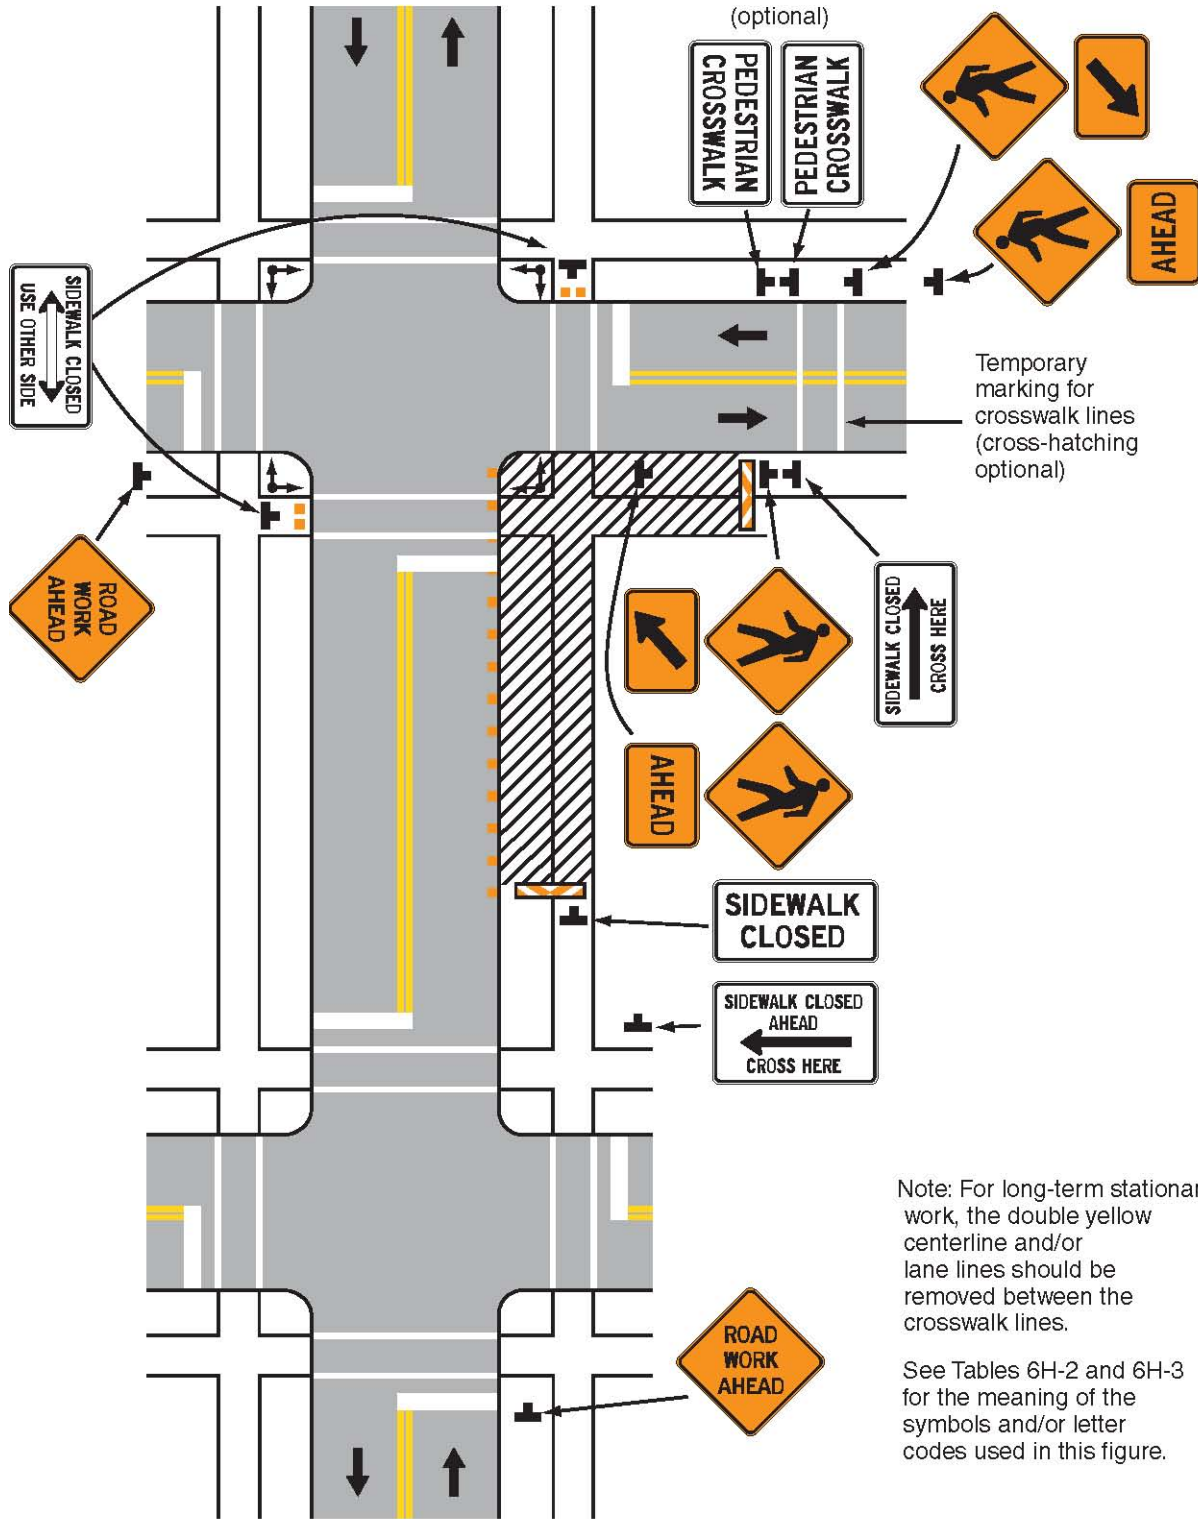 (optional)
PEDESTRIAN
CROSSWALK
PEDESTRIAN
CROSSWALK
AHEAD
SIDEWALK CLOSED
USE OTHER SIDE
Temporary
marking for
crosswalk lines
(cross-hatching
optional)
ROAD
WORK
AHEAD
SIDEWALK CLOSED
CROSS HERE
AHEAD
SIDEWALK
CLOSED
SIDEWALK CLOSED
AHEAD
CROSS HERE
Note: For long-term stationar
work, the double yellow
centerline and/or
lane lines should be
removed between the
crosswalk lines.
ROAD
WORK
AHEAD
See Tables 6H-2 and 6H-3
for the meaning of the
symbols and/or letter
codes used in this figure.